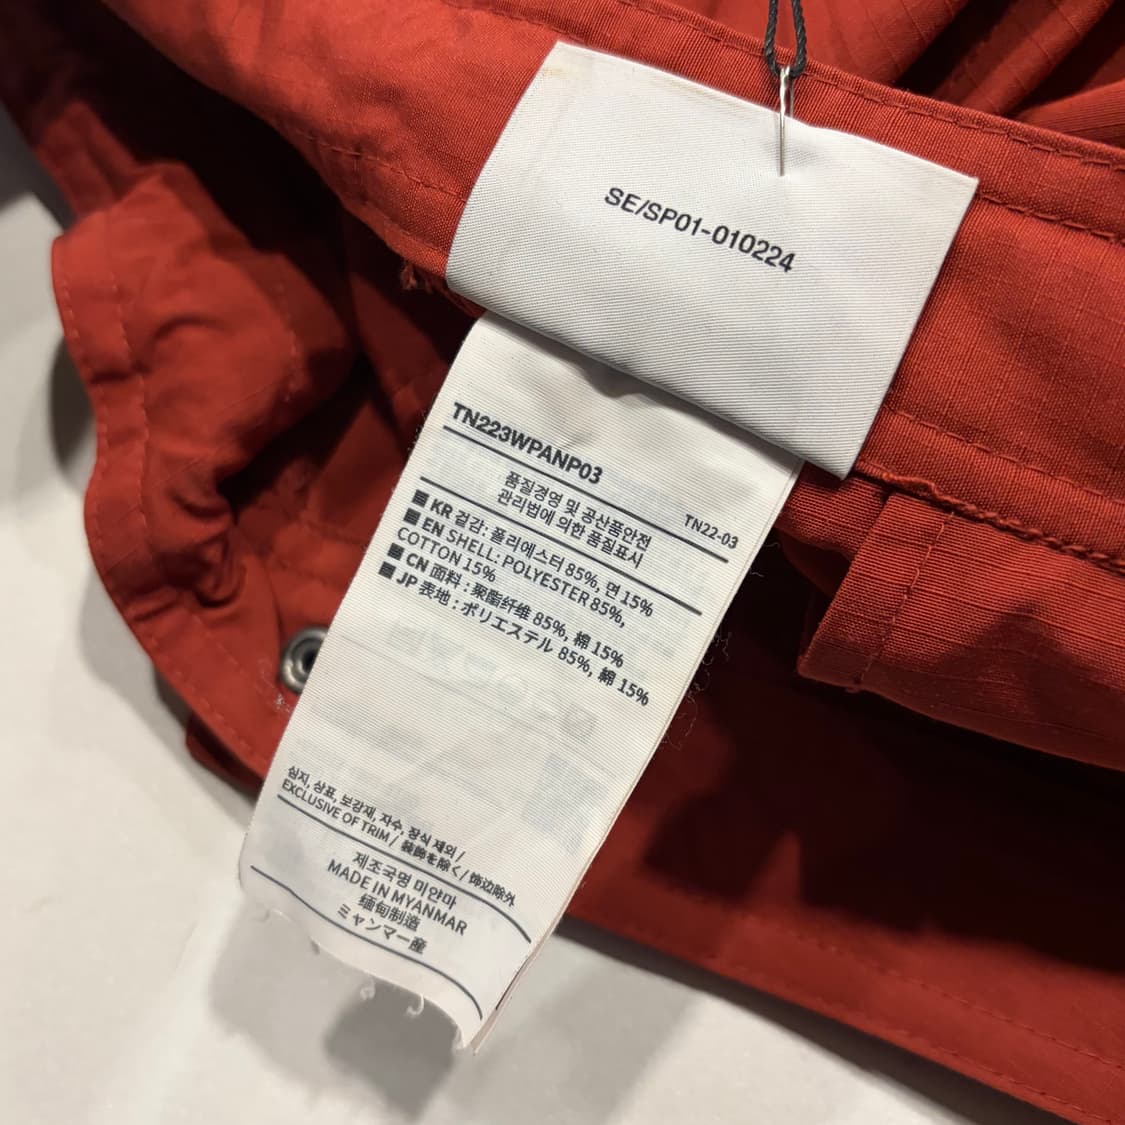 SE/SP01-010224
TN223WPANP03
TN22-03
품질경영 및 공산품안전
관리법에 의한 품질표시
■ KR 겉감: 폴리에스터 85%, 면 15%
■ EN SHELL: POLYESTER 85%,
COTTON 15%
■ CN 面料 : 聚酯纤维 85%, 棉 15%
■ JP 表地 : ポリエステル 85%, 綿 15%
심지, 상표, 보강재, 자수, 장식 제외 /
EXCLUSIVE OF TRIM / 装飾を除く / 饰边除外
제조국명 미얀마
MADE IN MYANMAR
缅甸制造
ミャンマー産